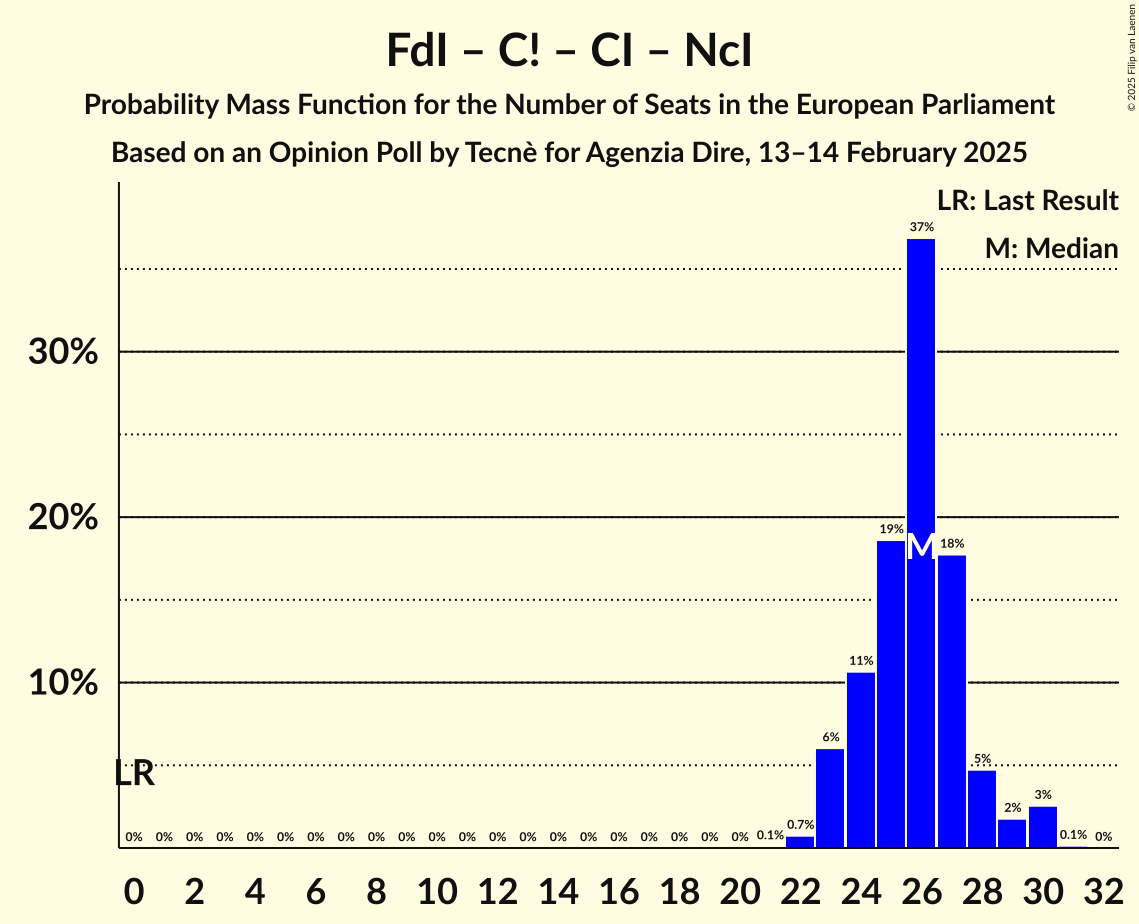 FdI – C! – CI – NcI
Probability Mass Function for the Number of Seats in the European Parliament
Based on an Opinion Poll by Tecnè for Agenzia Dire, 13–14 February 2025
© 2025 Filip van Laenen
LR: Last Result
M: Median
30%
20%
10%
LR
M
0% 0% 0% 0% 0% 0% 0% 0% 0% 0% 0% 0% 0% 0% 0% 0% 0% 0% 0% 0% 0% 0.1% 0.7% 6% 11% 19% 37% 18% 5% 2% 3% 0.1% 0%
0 2 4 6 8 10 12 14 16 18 20 22 24 26 28 30 32